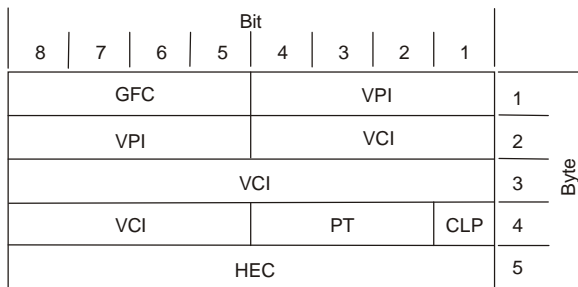 Bit
8 7 6 5 4 3 2 1
GFC VPI 1
VPI VCI 2
VCI 3
VCI PT CLP 4
HEC 5
Byte